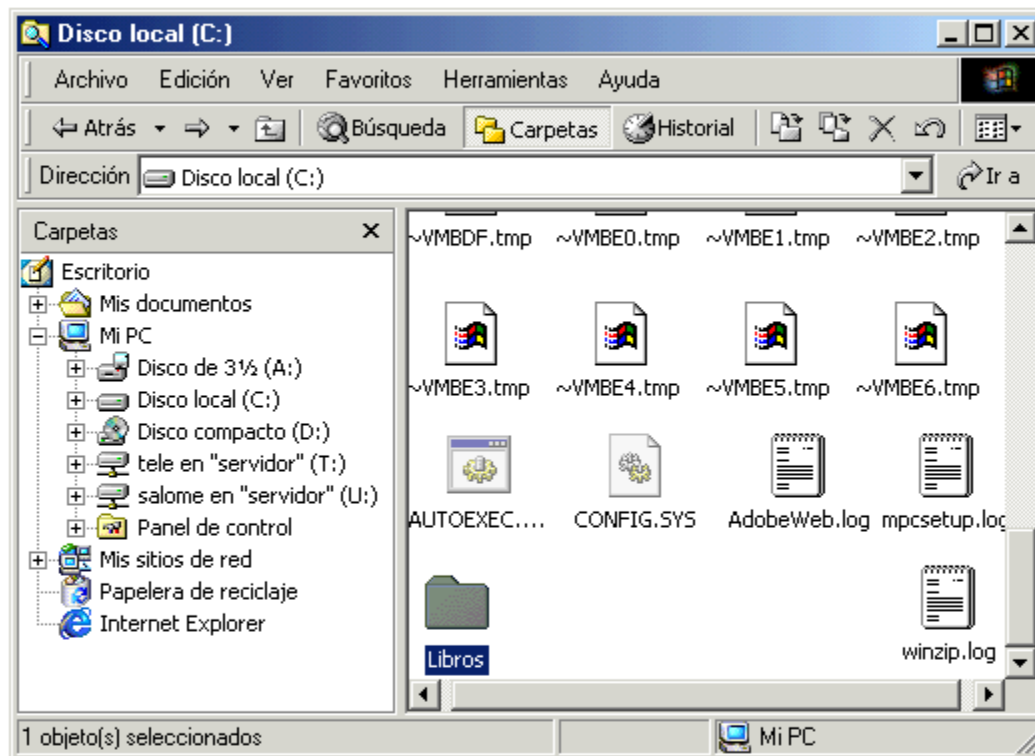 Disco local (C:)
Archivo Edición Ver Favoritos Herramientas Ayuda
Atrás Búsqueda Carpetas Historial
Dirección Disco local (C:) Ir a
Carpetas
Escritorio
Mis documentos
Mi PC
Disco de 3½ (A:)
Disco local (C:)
Disco compacto (D:)
tele en "servidor" (T:)
salome en "servidor" (U:)
Panel de control
Mis sitios de red
Papelera de reciclaje
Internet Explorer
~VMBDF.tmp ~VMBE0.tmp ~VMBE1.tmp ~VMBE2.tmp
~VMBE3.tmp ~VMBE4.tmp ~VMBE5.tmp ~VMBE6.tmp
AUTOEXEC.... CONFIG.SYS AdobeWeb.log mpcsetup.log
Libros winzip.log
1 objeto(s) seleccionados Mi PC